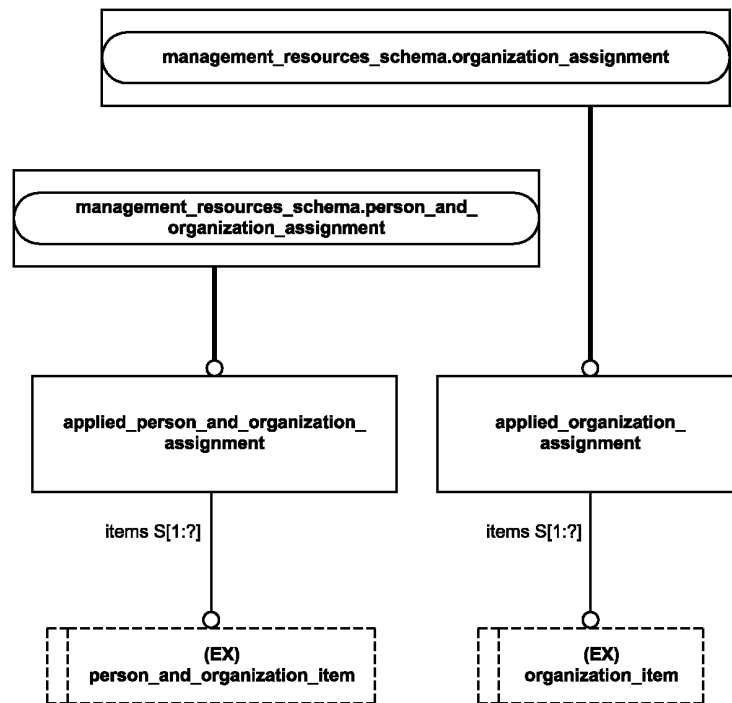 management_resources_schema.organization_assignment
management_resources_schema.person_and_
organization_assignment
applied_person_and_organization_
assignment
applied_organization_
assignment
items S[1:?]
items S[1:?]
(EX)
person_and_organization_item
(EX)
organization_item